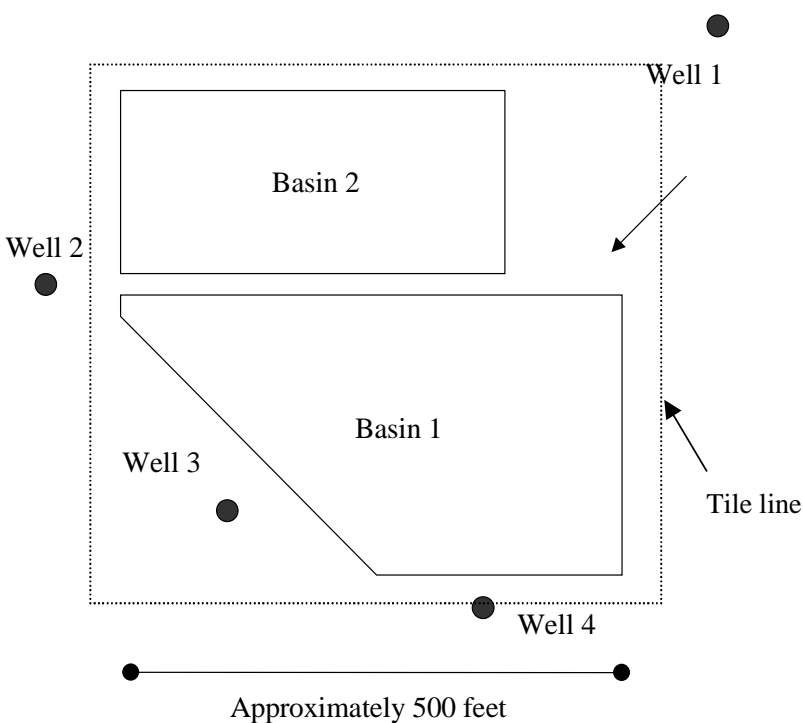 Well 1
Basin 2
Well 2
Basin 1
Well 3
Tile line
Well 4
Approximately 500 feet